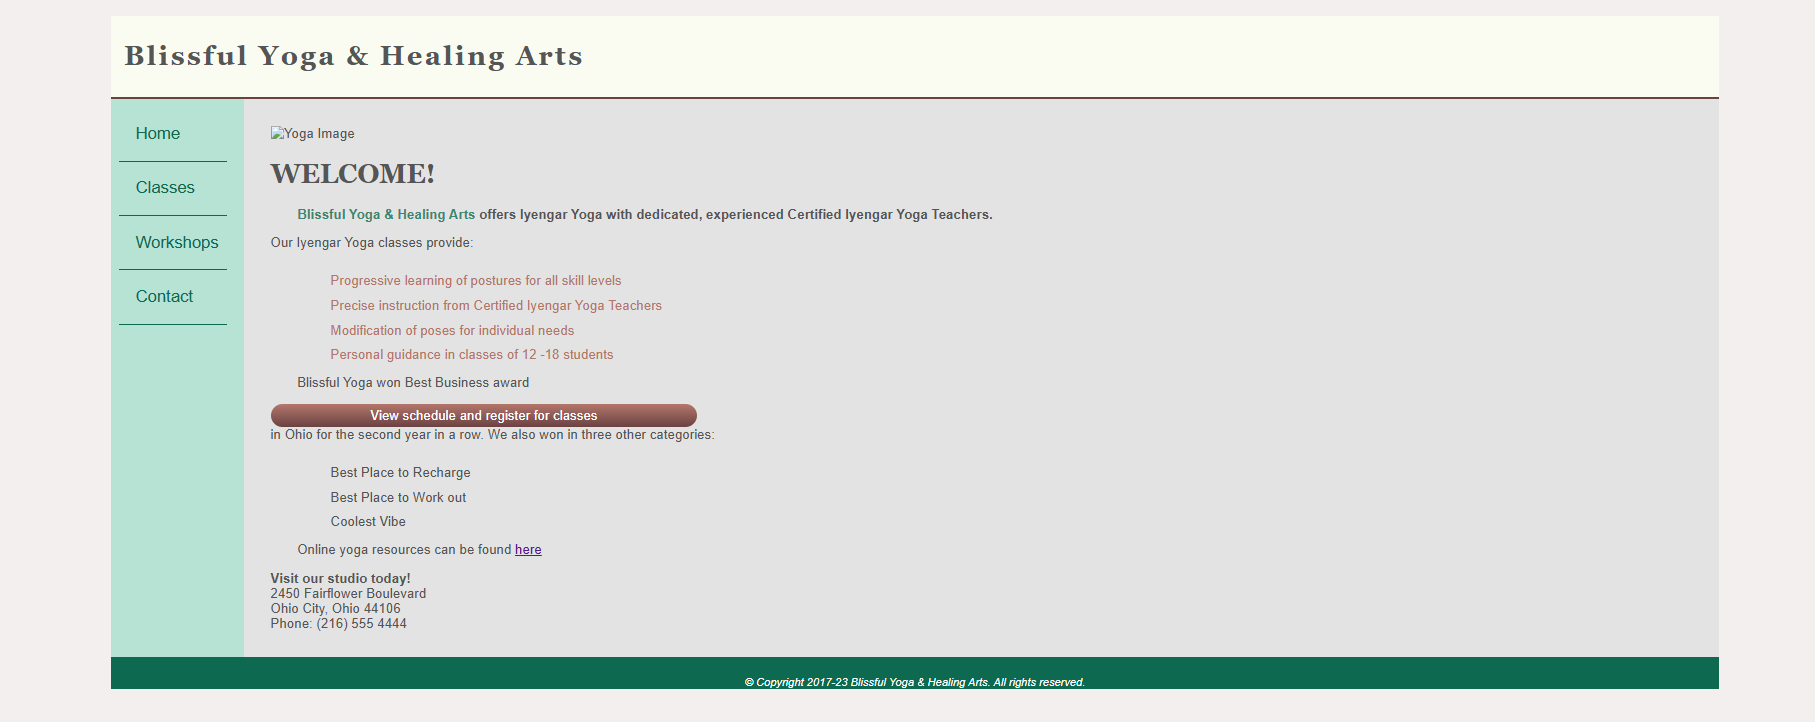 Blissful Yoga & Healing Arts
Home
Classes
Workshops
Contact
Yoga Image
WELCOME!
Blissful Yoga & Healing Arts offers Iyengar Yoga with dedicated, experienced Certified Iyengar Yoga Teachers.
Our Iyengar Yoga classes provide:
Progressive learning of postures for all skill levels
Precise instruction from Certified Iyengar Yoga Teachers
Modification of poses for individual needs
Personal guidance in classes of 12 -18 students
Blissful Yoga won Best Business award
View schedule and register for classes
in Ohio for the second year in a row. We also won in three other categories:
Best Place to Recharge
Best Place to Work out
Coolest Vibe
Online yoga resources can be found here
Visit our studio today!
2450 Fairflower Boulevard
Ohio City, Ohio 44106
Phone: (216) 555 4444
© Copyright 2017-23 Blissful Yoga & Healing Arts. All rights reserved.